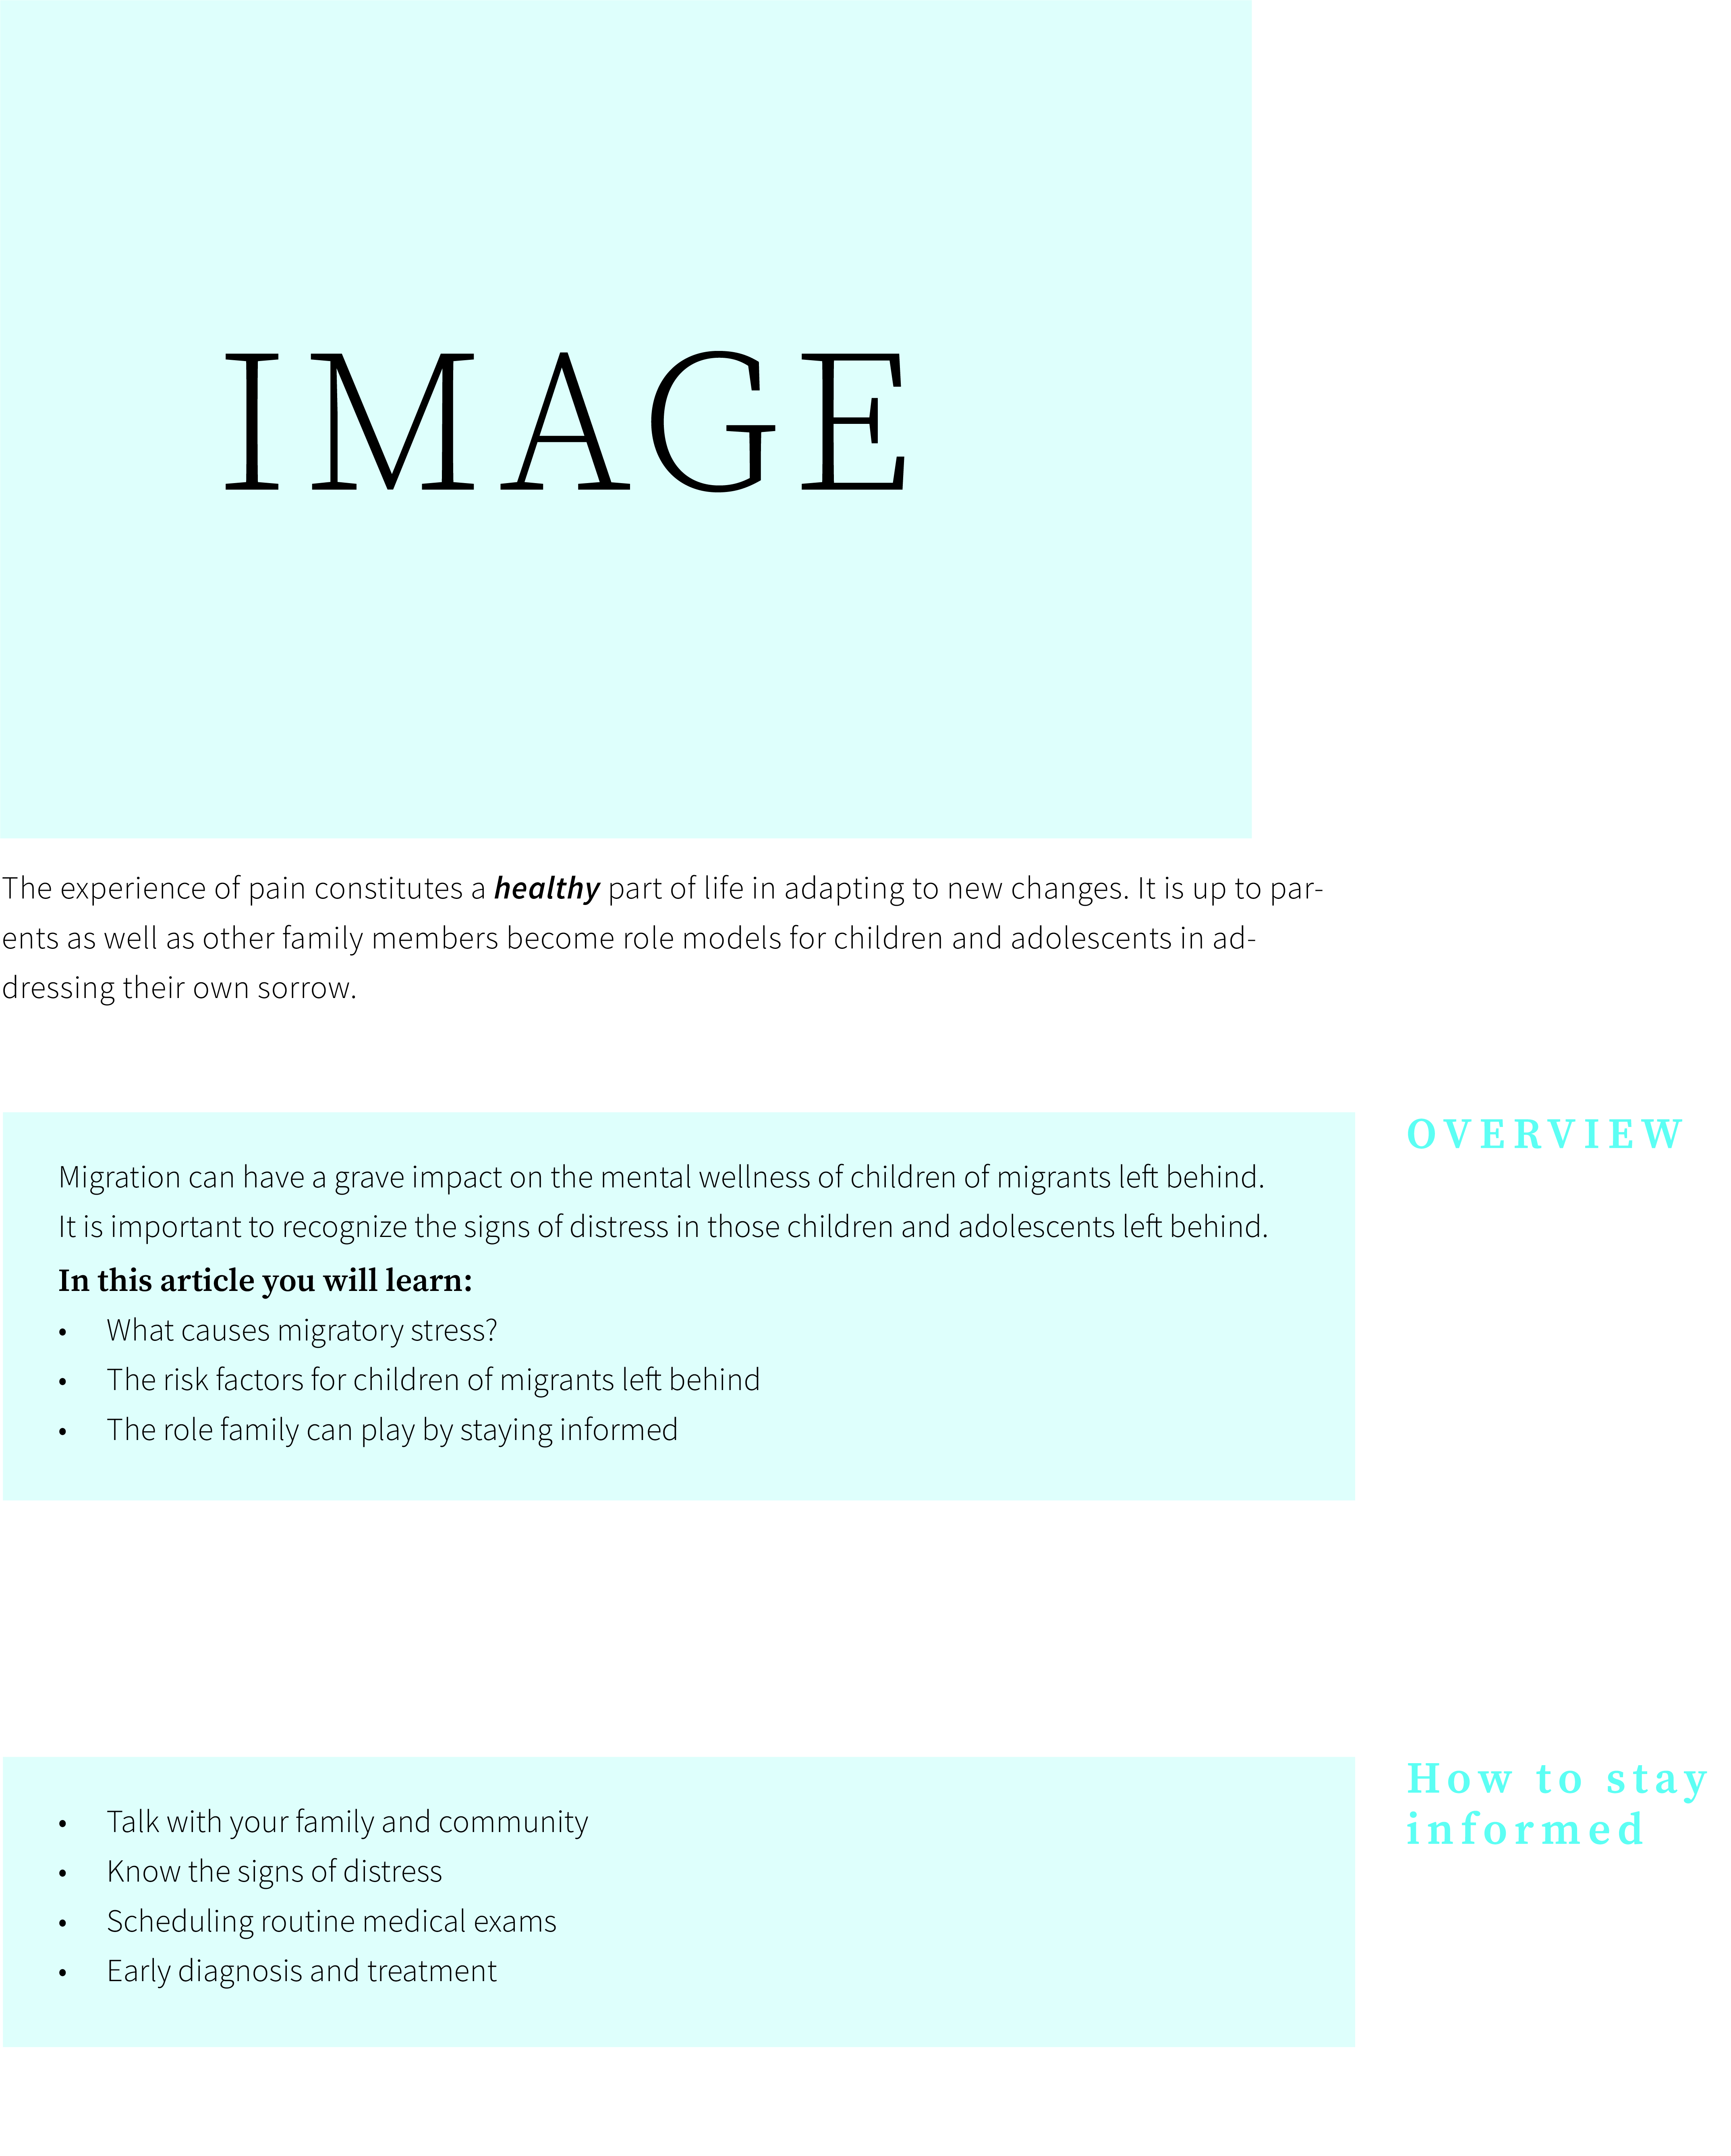 IMAGE
The experience of pain constitutes a healthy part of life in adapting to new changes. It is up to par-
ents as well as other family members become role models for children and adolescents in ad-
dressing their own sorrow.
OVERVIEW
Migration can have a grave impact on the mental wellness of children of migrants left behind.
It is important to recognize the signs of distress in those children and adolescents left behind.
In this article you will learn:
• What causes migratory stress?
• The risk factors for children of migrants left behind
• The role family can play by staying informed
How to stay
informed
• Talk with your family and community
• Know the signs of distress
• Scheduling routine medical exams
• Early diagnosis and treatment